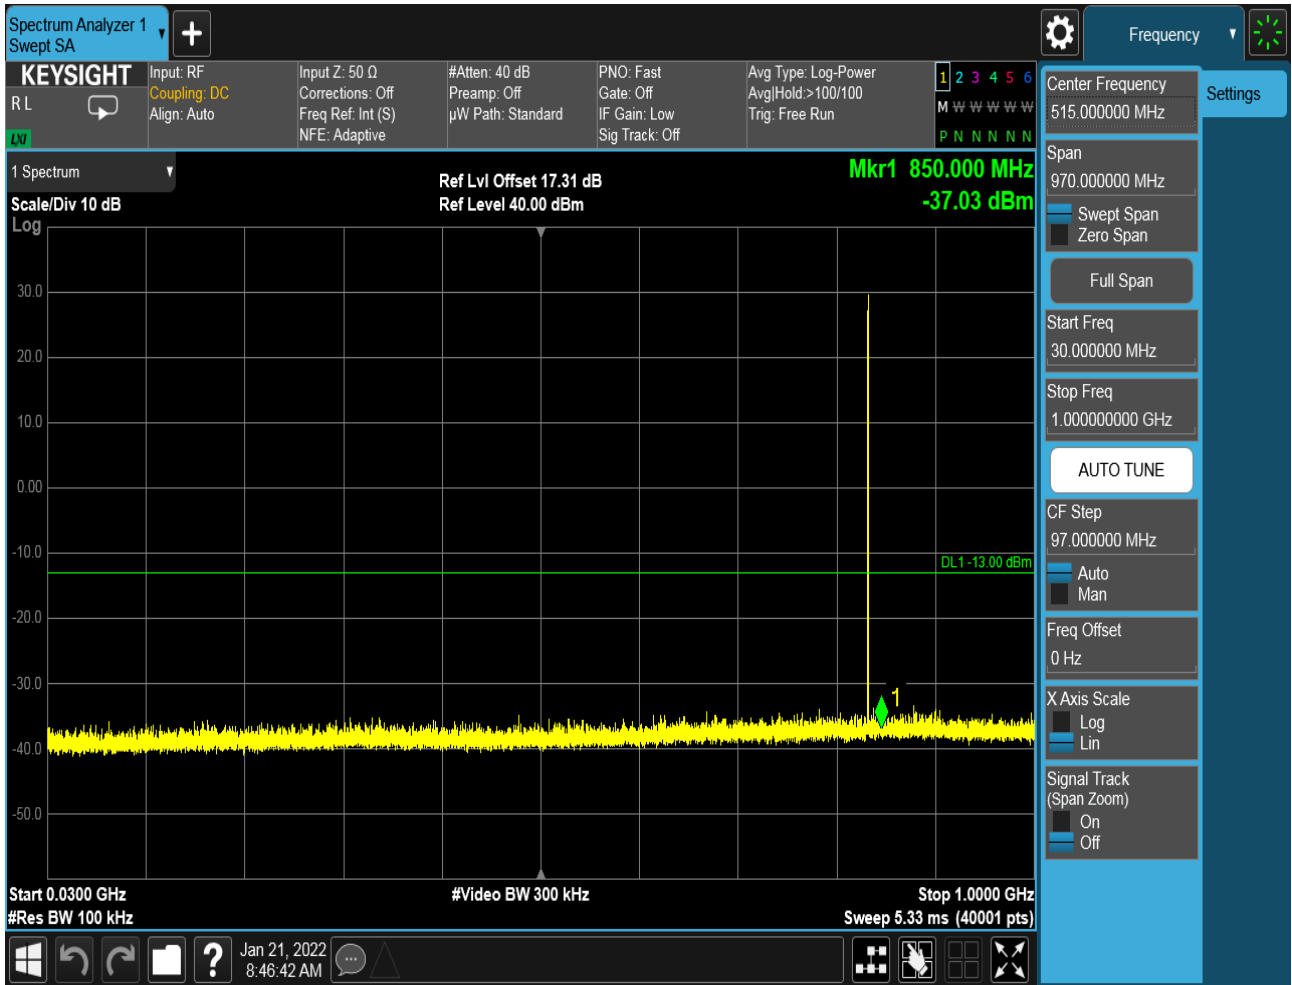 Spectrum Analyzer 1
Swept SA
Frequency
KEYSIGHT
R L
LXI
Input: RF
Coupling: DC
Align: Auto
Input Z: 50 Ω
Corrections: Off
Freq Ref: Int (S)
NFE: Adaptive
#Atten: 40 dB
Preamp: Off
µW Path: Standard
PNO: Fast
Gate: Off
IF Gain: Low
Sig Track: Off
Avg Type: Log-Power
Avg|Hold:>100/100
Trig: Free Run
1 2 3 4 5 6
M W W W W W
P N N N N N
1 Spectrum
Scale/Div 10 dB
Log
Ref Lvl Offset 17.31 dB
Ref Level 40.00 dBm
Mkr1 850.000 MHz
-37.03 dBm
30.0
20.0
10.0
0.00
-10.0
DL1 -13.00 dBm
-20.0
-30.0
1
-40.0
-50.0
Start 0.0300 GHz
#Video BW 300 kHz
Stop 1.0000 GHz
#Res BW 100 kHz
Sweep 5.33 ms (40001 pts)
Center Frequency
515.000000 MHz
Settings
Span
970.000000 MHz
Swept Span
Zero Span
Full Span
Start Freq
30.000000 MHz
Stop Freq
1.000000000 GHz
AUTO TUNE
CF Step
97.000000 MHz
Auto
Man
Freq Offset
0 Hz
X Axis Scale
Log
Lin
Signal Track
(Span Zoom)
On
Off
?
Jan 21, 2022
8:46:42 AM